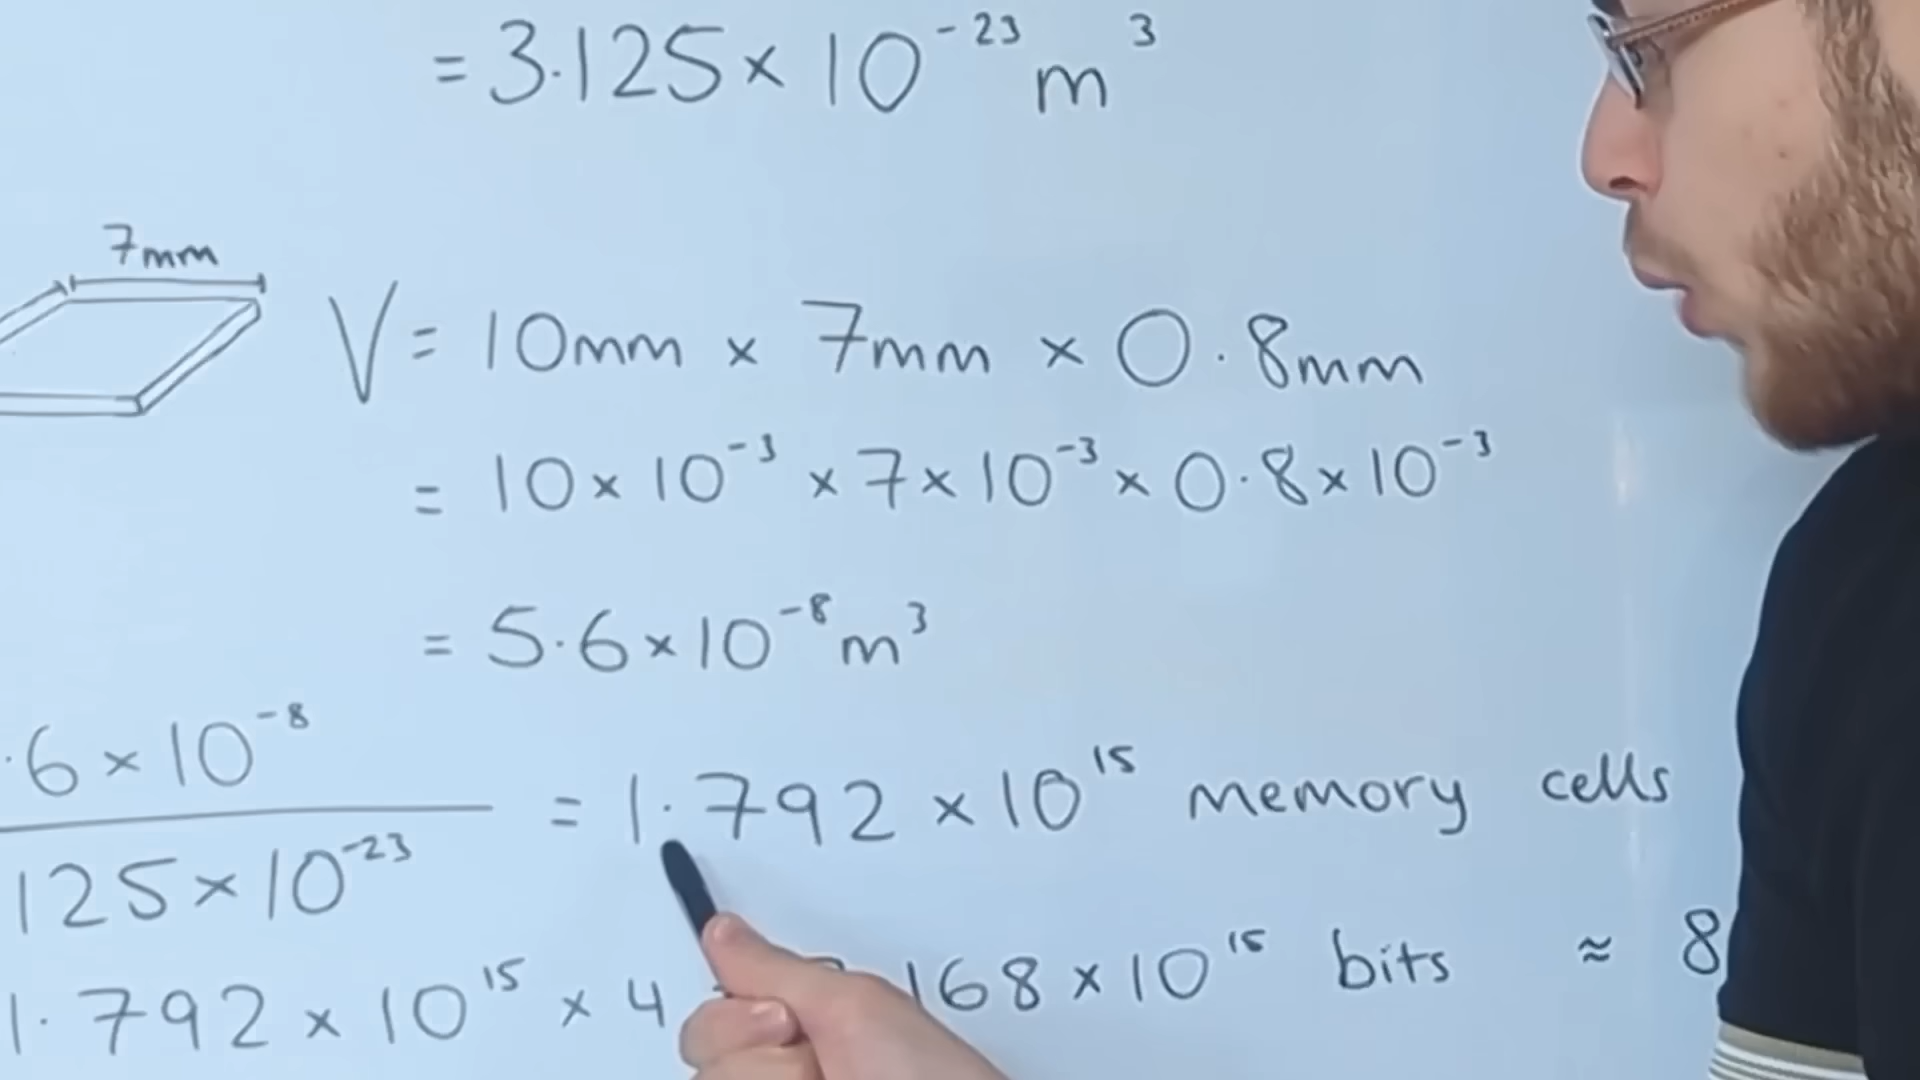 = 3.125 × 10⁻²³ m³
7mm
V = 10mm × 7mm × 0.8mm
= 10 × 10⁻³ × 7 × 10⁻³ × 0.8 × 10⁻³
= 5.6 × 10⁻⁸ m³
.6 × 10⁻⁸
125 × 10⁻²³
= 1.792 × 10¹⁵ memory cells
1.792 × 10¹⁵ × 4 168 × 10¹⁵ bits ≈ 8